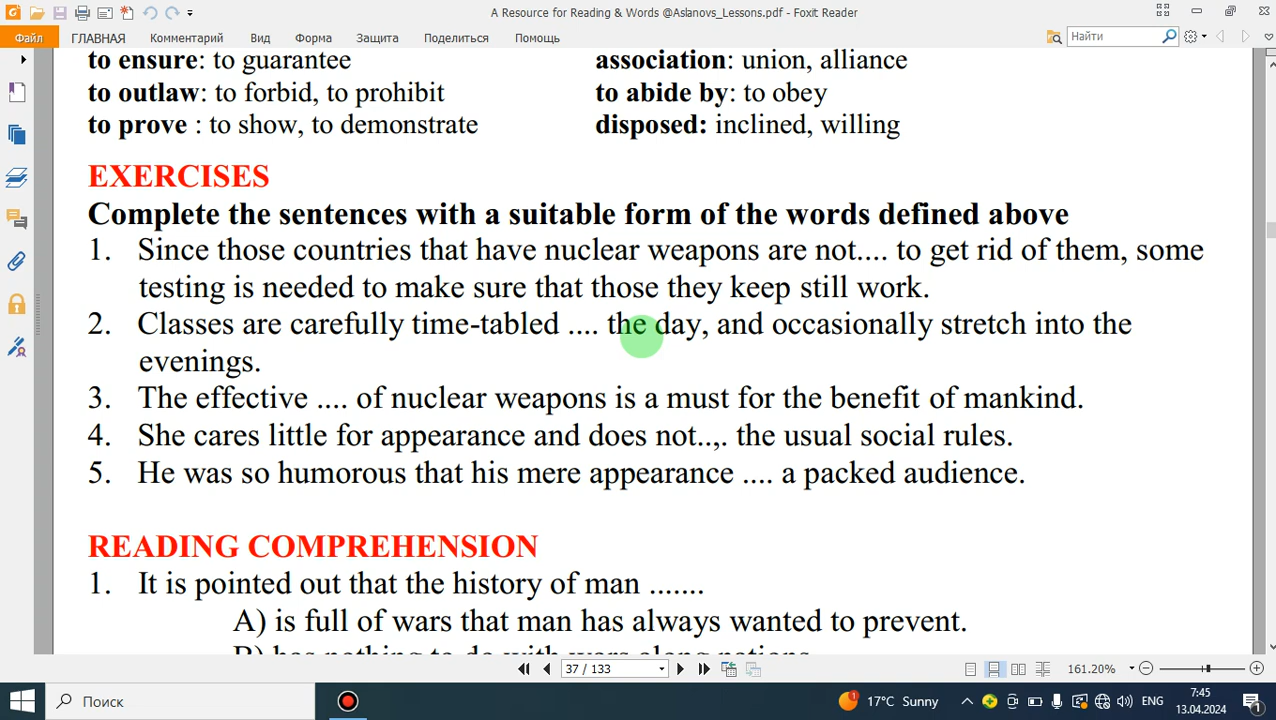 A Resource for Reading & Words @Aslanovs_Lessons.pdf - Foxit Reader
Файл ГЛАВНАЯ Комментарий Вид Форма Защита Поделиться Помощь Найти
to ensure: to guarantee association: union, alliance
to outlaw: to forbid, to prohibit to abide by: to obey
to prove : to show, to demonstrate disposed: inclined, willing
EXERCISES
Complete the sentences with a suitable form of the words defined above
1. Since those countries that have nuclear weapons are not.... to get rid of them, some
testing is needed to make sure that those they keep still work.
2. Classes are carefully time-tabled .... the day, and occasionally stretch into the
evenings.
3. The effective .... of nuclear weapons is a must for the benefit of mankind.
4. She cares little for appearance and does not..,. the usual social rules.
5. He was so humorous that his mere appearance .... a packed audience.
READING COMPREHENSION
1. It is pointed out that the history of man .......
A) is full of wars that man has always wanted to prevent.
B) has nothing to do with wars along nations
37 / 133 161.20%
Поиск 17°C Sunny ENG 7:45
13.04.2024